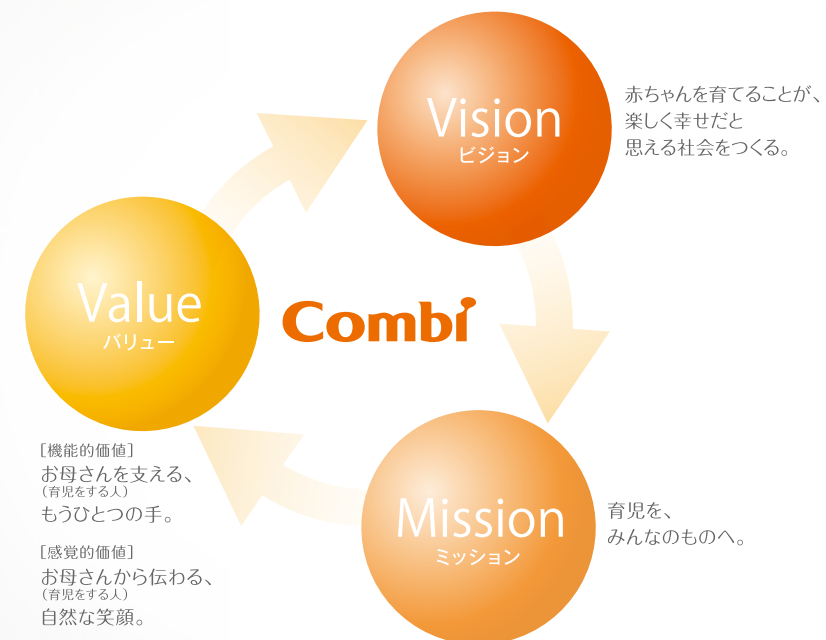 Vision
ビジョン
赤ちゃんを育てることが、
楽しく幸せだと
思える社会をつくる。
Value
バリュー
Combi
[機能的価値]
お母さんを支える、
（育児をする人）
もうひとつの手。
[感覚的価値]
お母さんから伝わる、
（育児をする人）
自然な笑顔。
Mission
ミッション
育児を、
みんなのものへ。